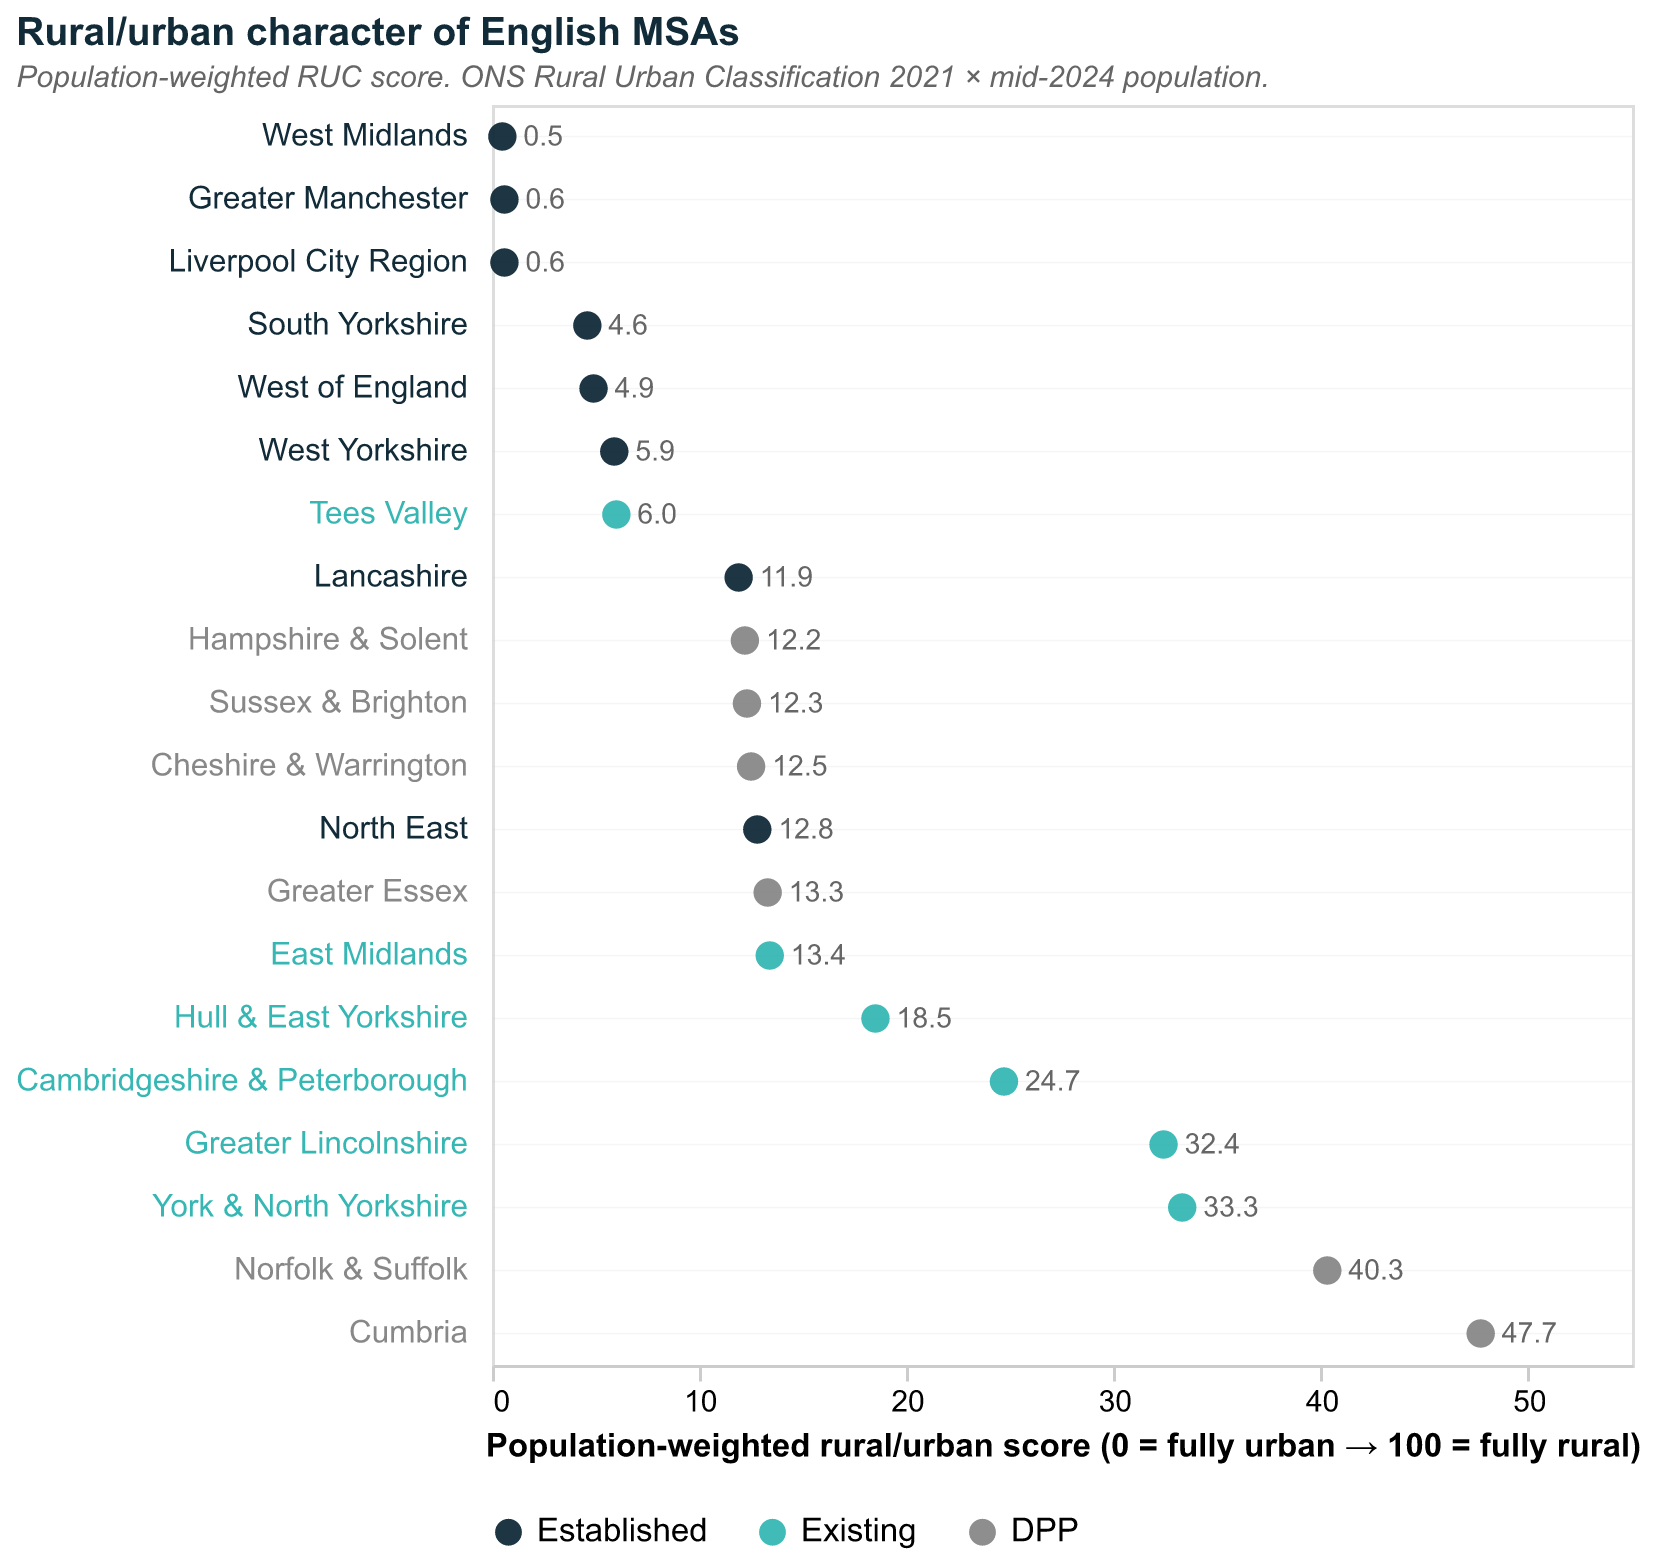 Rural/urban character of English MSAs
Population-weighted RUC score. ONS Rural Urban Classification 2021 × mid-2024 population.
West Midlands 0.5
Greater Manchester 0.6
Liverpool City Region 0.6
South Yorkshire 4.6
West of England 4.9
West Yorkshire 5.9
Tees Valley 6.0
Lancashire 11.9
Hampshire & Solent 12.2
Sussex & Brighton 12.3
Cheshire & Warrington 12.5
North East 12.8
Greater Essex 13.3
East Midlands 13.4
Hull & East Yorkshire 18.5
Cambridgeshire & Peterborough 24.7
Greater Lincolnshire 32.4
York & North Yorkshire 33.3
Norfolk & Suffolk 40.3
Cumbria 47.7
0 10 20 30 40 50
Population-weighted rural/urban score (0 = fully urban → 100 = fully rural)
Established Existing DPP